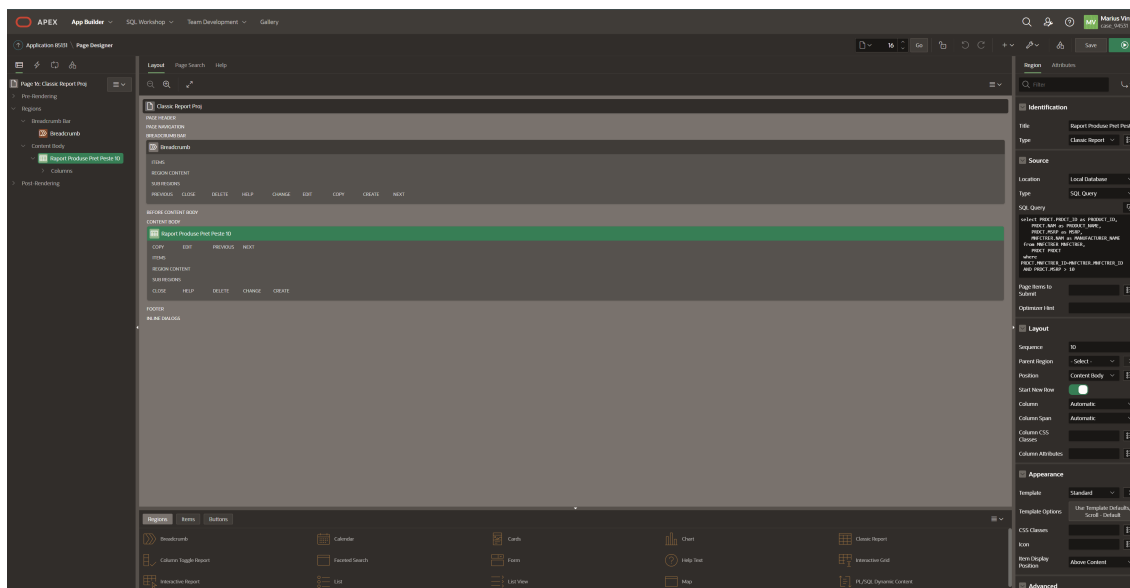 APEX App Builder SQL Workshop Team Development Gallery MV Marius Vin
case_94531
Application 85131 \ Page Designer 16 Go Save
Layout Page Search Help
Region Attributes
Page 16: Classic Report Proj
Pre-Rendering
Regions
Breadcrumb Bar
Breadcrumb
Content Body
Raport Produse Pret Peste 10
Columns
Post-Rendering
Classic Report Proj
PAGE HEADER
PAGE NAVIGATION
BREADCRUMB BAR
Breadcrumb
ITEMS
REGION CONTENT
SUB REGIONS
PREVIOUS CLOSE DELETE HELP CHANGE EDIT COPY CREATE NEXT
BEFORE CONTENT BODY
CONTENT BODY
Raport Produse Pret Peste 10
COPY EDIT PREVIOUS NEXT
ITEMS
REGION CONTENT
SUB REGIONS
CLOSE HELP DELETE CHANGE CREATE
FOOTER
INLINE DIALOGS
Regions Items Buttons
Breadcrumb Calendar Cards Chart Classic Report
Column Toggle Report Faceted Search Form Help Text Interactive Grid
Interactive Report List List View Map PL/SQL Dynamic Content
Filter
Identification
Title Raport Produse Pret Peste
Type Classic Report
Source
Location Local Database
Type SQL Query
SQL Query
select PRDCT.PRDCT_ID as PRODUCT_ID,
PRDCT.NAM as PRODUCT_NAME,
PRDCT.MSRP as MSRP,
MNFCTRER.NAM as MANUFACTURER_NAME
from MNFCTRER MNFCTRER,
PRDCT PRDCT
where
PRDCT.MNFCTRER_ID=MNFCTRER.MNFCTRER_ID
AND PRDCT.MSRP > 10
Page Items to
Submit
Optimizer Hint
Layout
Sequence 10
Parent Region - Select -
Position Content Body
Start New Row
Column Automatic
Column Span Automatic
Column CSS
Classes
Column Attributes
Appearance
Template Standard
Template Options Use Template Defaults,
Scroll - Default
CSS Classes
Icon
Item Display
Position Above Content
Advanced